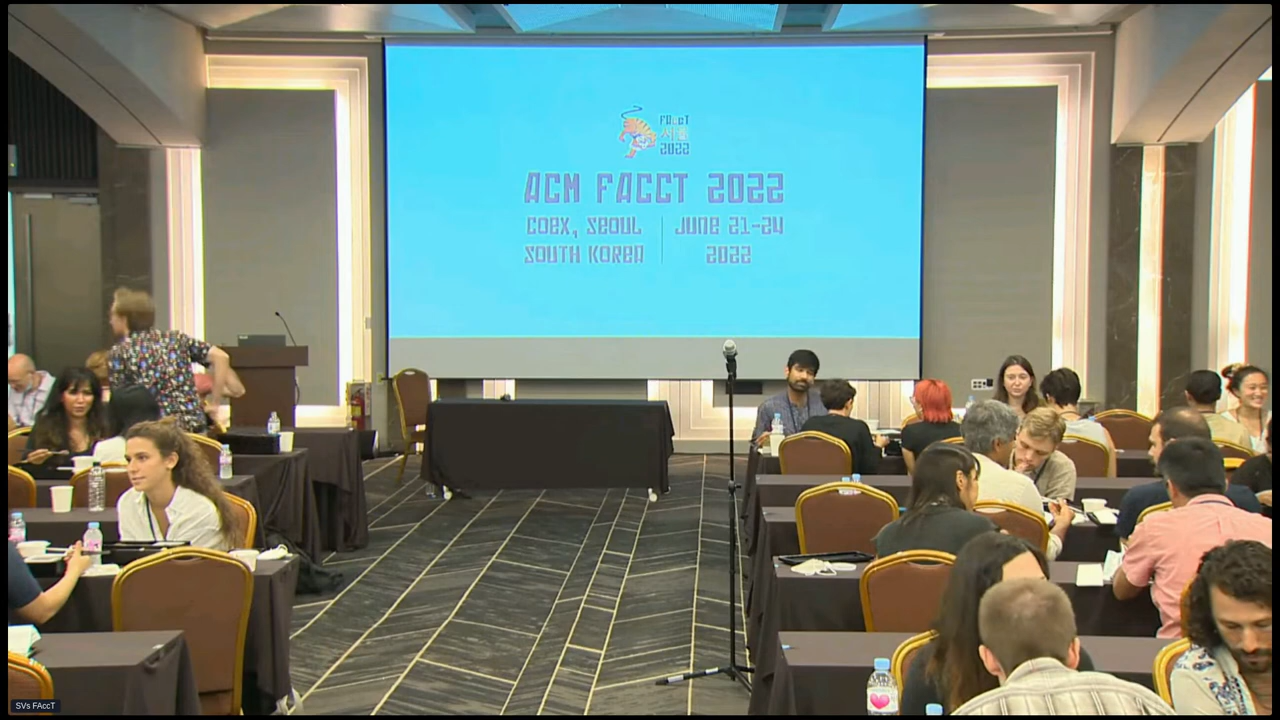 FAccT
서울
2022
ACM FACCT 2022
COEX, SEOUL
SOUTH KOREA
JUNE 21-24
2022
SVs FAccT